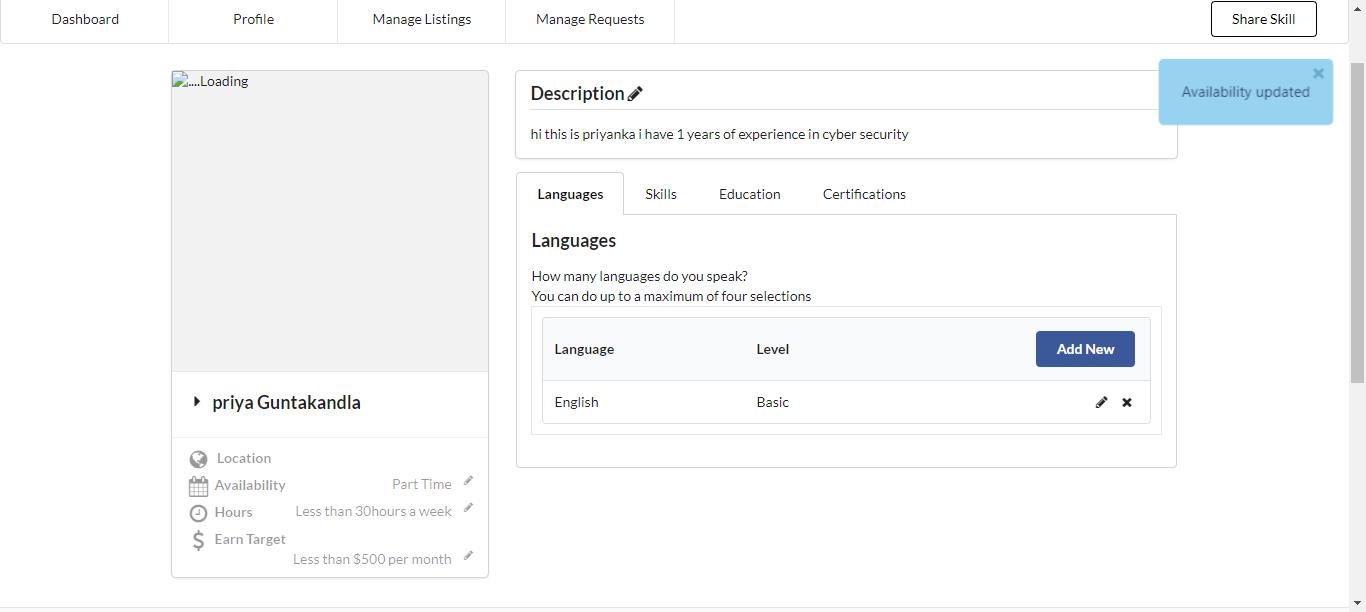 Dashboard
Profile
Manage Listings
Manage Requests
Share Skill
....Loading
Description
Availability updated
hi this is priyanka i have 1 years of experience in cyber security
Languages
Skills
Education
Certifications
Languages
How many languages do you speak?
You can do up to a maximum of four selections
Language
Level
Add New
English
Basic
priya Guntakandla
Location
Availability
Part Time
Hours
Less than 30hours a week
Earn Target
Less than $500 per month